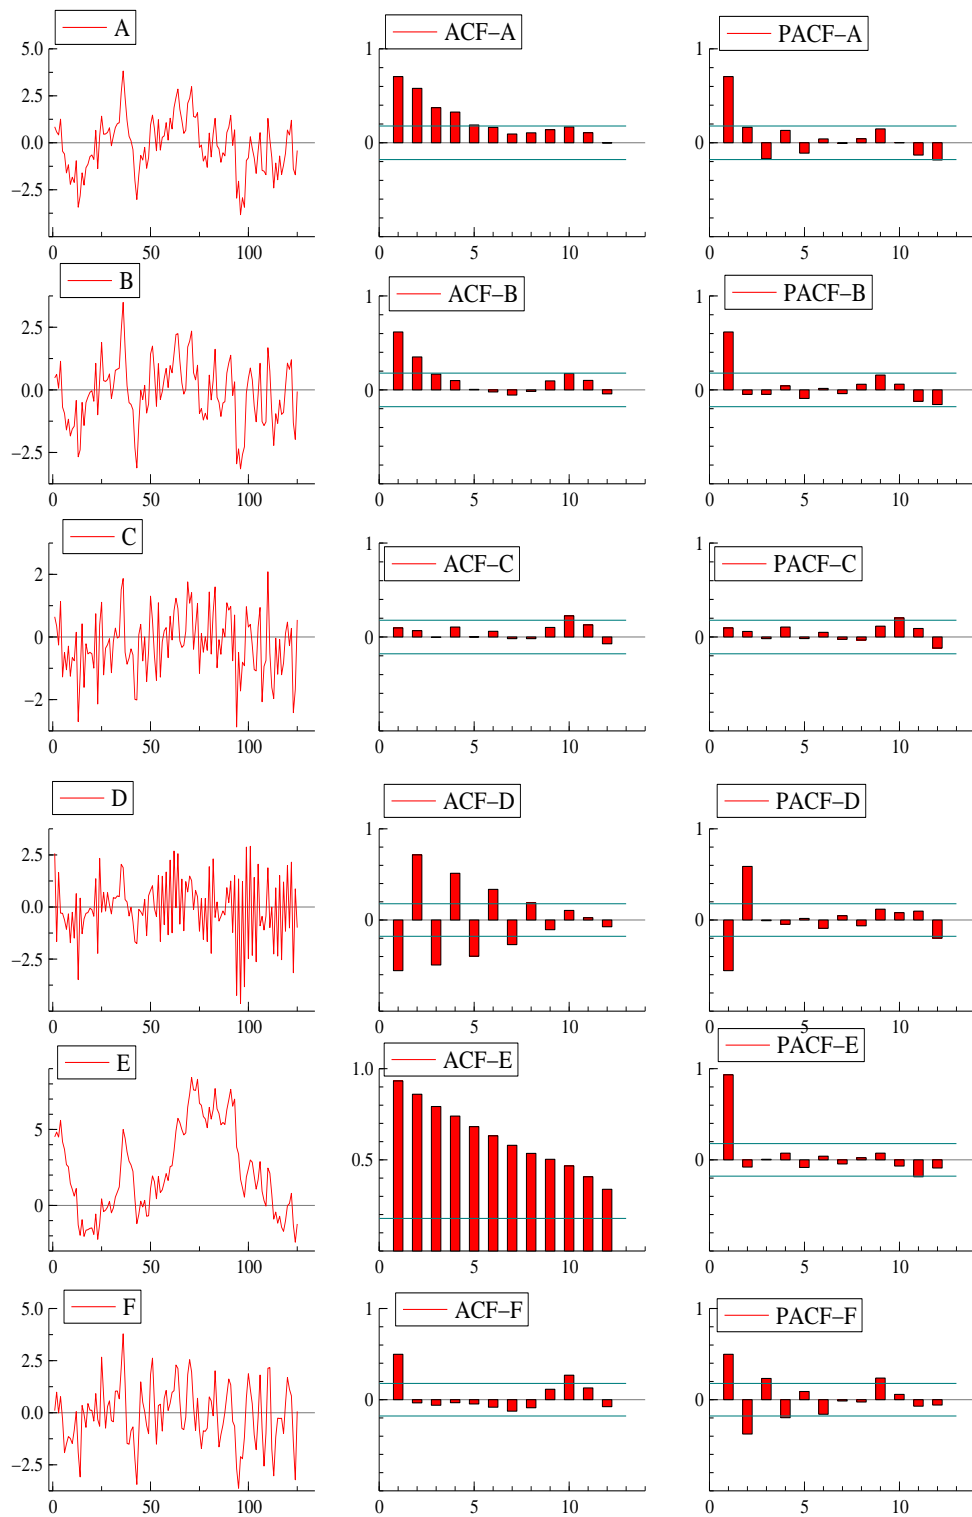 A ACF−A PACF−A
5.0 1 1
2.5
0.0 0 0
−2.5
0 50 100 0 5 10 0 5 10
B ACF−B PACF−B
1 1
2.5
0.0 0 0
−2.5
0 50 100 0 5 10 0 5 10
C ACF−C PACF−C
1 1
2
0 0 0
−2
0 50 100 0 5 10 0 5 10
D ACF−D PACF−D
1 1
2.5
0.0 0 0
−2.5
0 50 100 0 5 10 0 5 10
E ACF−E PACF−E
1.0 1
5
0.5 0
0
0 50 100 0 5 10 0 5 10
F ACF−F PACF−F
5.0 1 1
2.5
0.0 0 0
−2.5
0 50 100 0 5 10 0 5 10